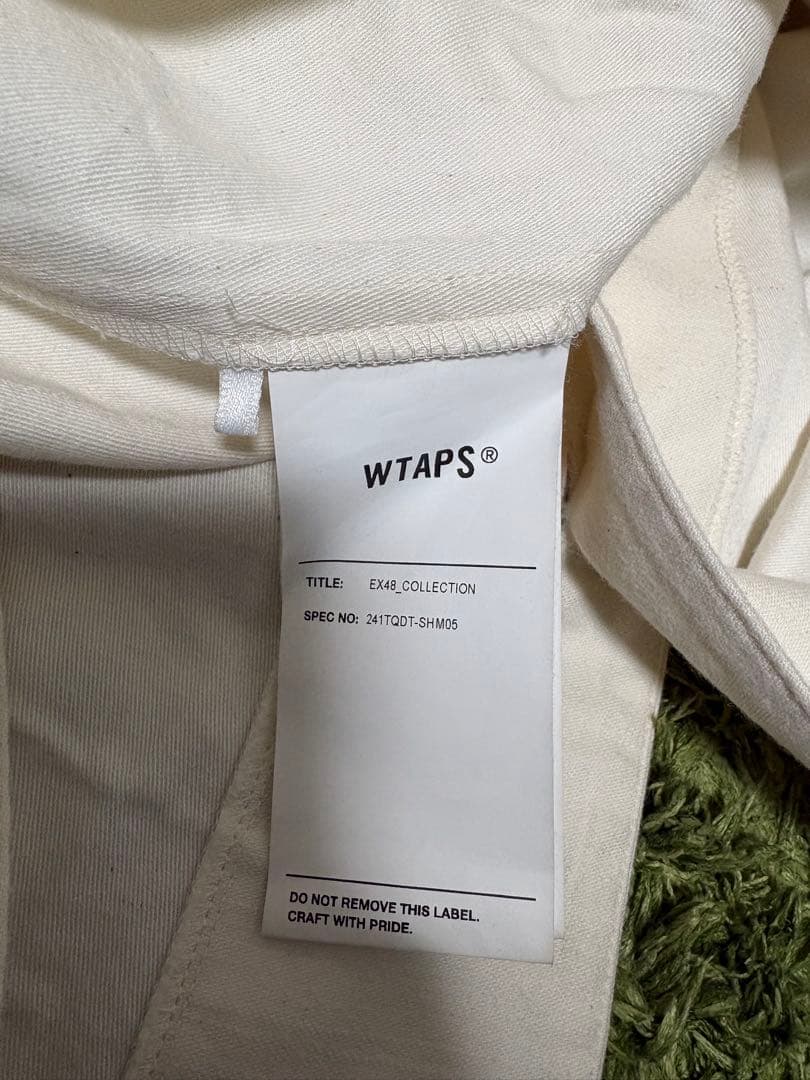 WTAPS®
TITLE: EX48_COLLECTION
SPEC NO: 241TQDT-SHM05
DO NOT REMOVE THIS LABEL.
CRAFT WITH PRIDE.